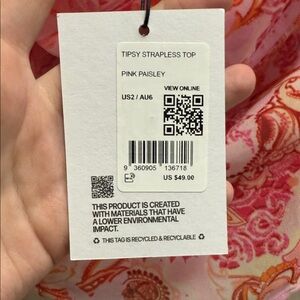 TIPSY STRAPLESS TOP
PINK PAISLEY
VIEW ONLINE
US2 / AU6
9 360905 136718
US $49.00
THIS PRODUCT IS CREATED
WITH MATERIALS THAT HAVE
A LOWER ENVIRONMENTAL
IMPACT.
♻ THIS TAG IS RECYCLED & RECYCLABLE ♻